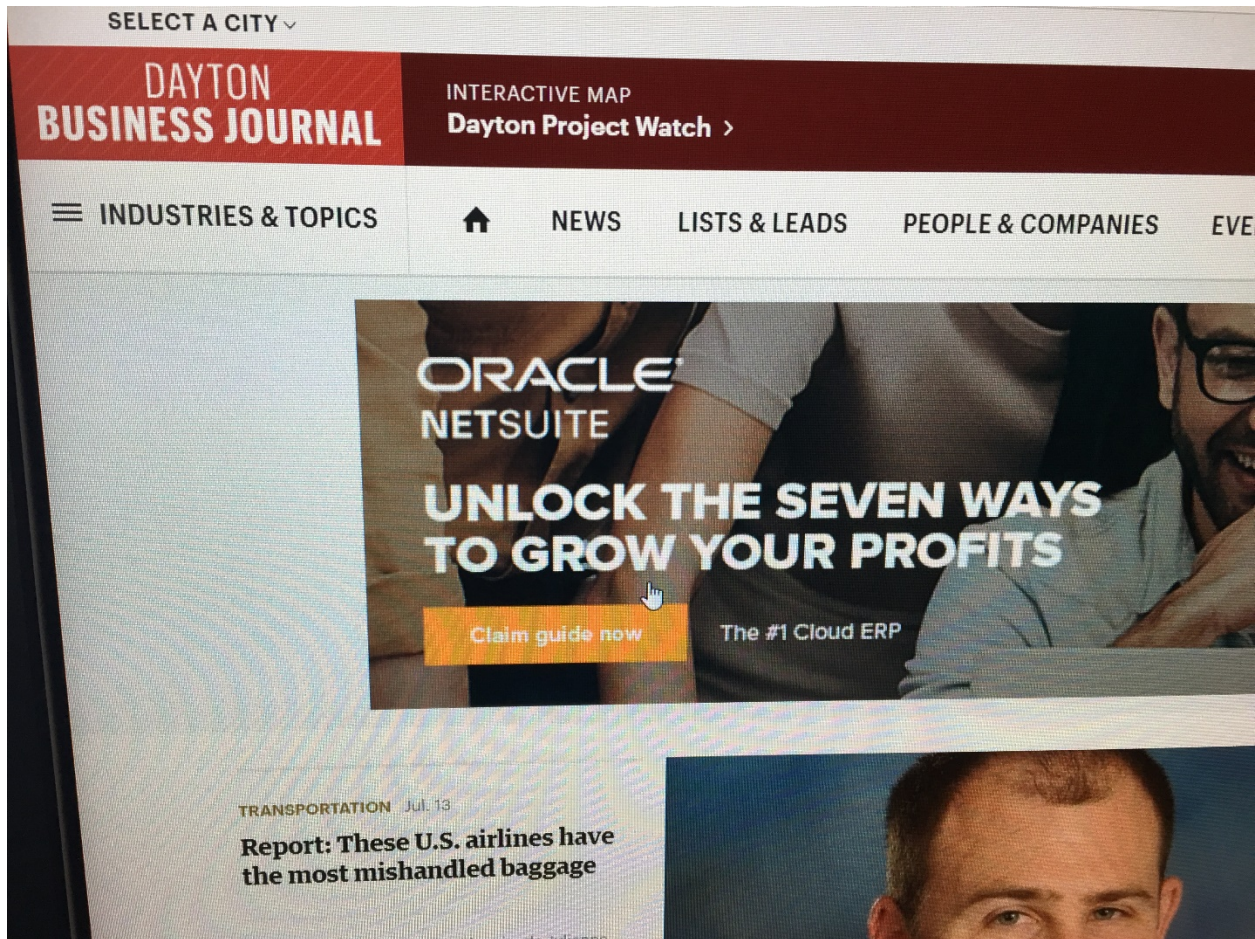 SELECT A CITY
DAYTON
BUSINESS JOURNAL
INTERACTIVE MAP
Dayton Project Watch >
INDUSTRIES & TOPICS
NEWS
LISTS & LEADS
PEOPLE & COMPANIES
EVE
ORACLE
NETSUITE
UNLOCK THE SEVEN WAYS
TO GROW YOUR PROFITS
Claim guide now
The #1 Cloud ERP
TRANSPORTATION Jul. 13
Report: These U.S. airlines have
the most mishandled baggage